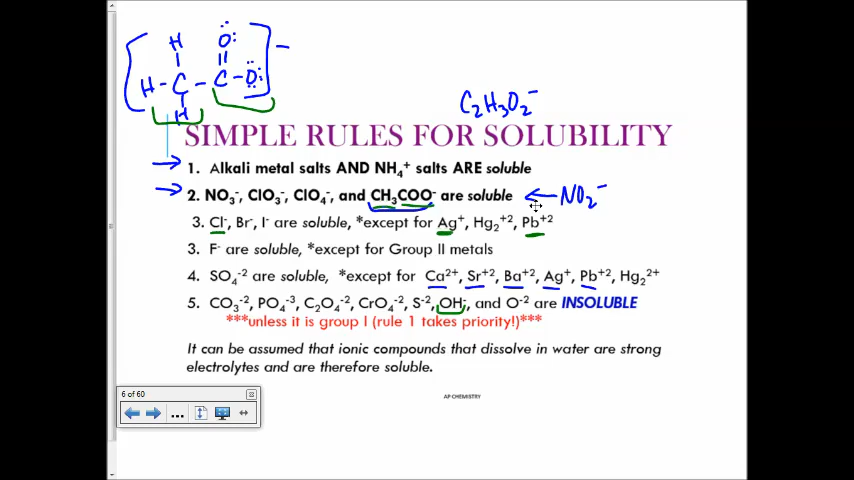 H O
H - C - C - O
H
C₂H₃O₂⁻
SIMPLE RULES FOR SOLUBILITY
1. Alkali metal salts AND NH₄⁺ salts ARE soluble
2. NO₃⁻, ClO₃⁻, ClO₄⁻, and CH₃COO⁻ are soluble ← NO₂⁻
3. Cl⁻, Br⁻, I⁻ are soluble, *except for Ag⁺, Hg₂⁺², Pb⁺²
3. F⁻ are soluble, *except for Group II metals
4. SO₄⁻² are soluble, *except for Ca²⁺, Sr⁺², Ba⁺², Ag⁺, Pb⁺², Hg₂²⁺
5. CO₃⁻², PO₄⁻³, C₂O₄⁻², CrO₄⁻², S⁻², OH⁻, and O⁻² are INSOLUBLE
***unless it is group I (rule 1 takes priority!)***
It can be assumed that ionic compounds that dissolve in water are strong
electrolytes and are therefore soluble.
AP CHEMISTRY
6 of 60